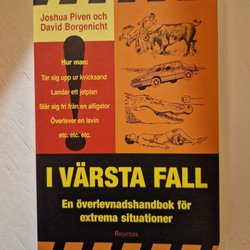 Joshua Piven och
David Borgenicht
Hur man:
Tar sig upp ur kvicksand
Landar ett jetplan
Slår sig fri från en alligator
Överlever en lavin
etc. etc. etc.
I VÄRSTA FALL
En överlevnadshandbok för
extrema situationer
RICHTERS